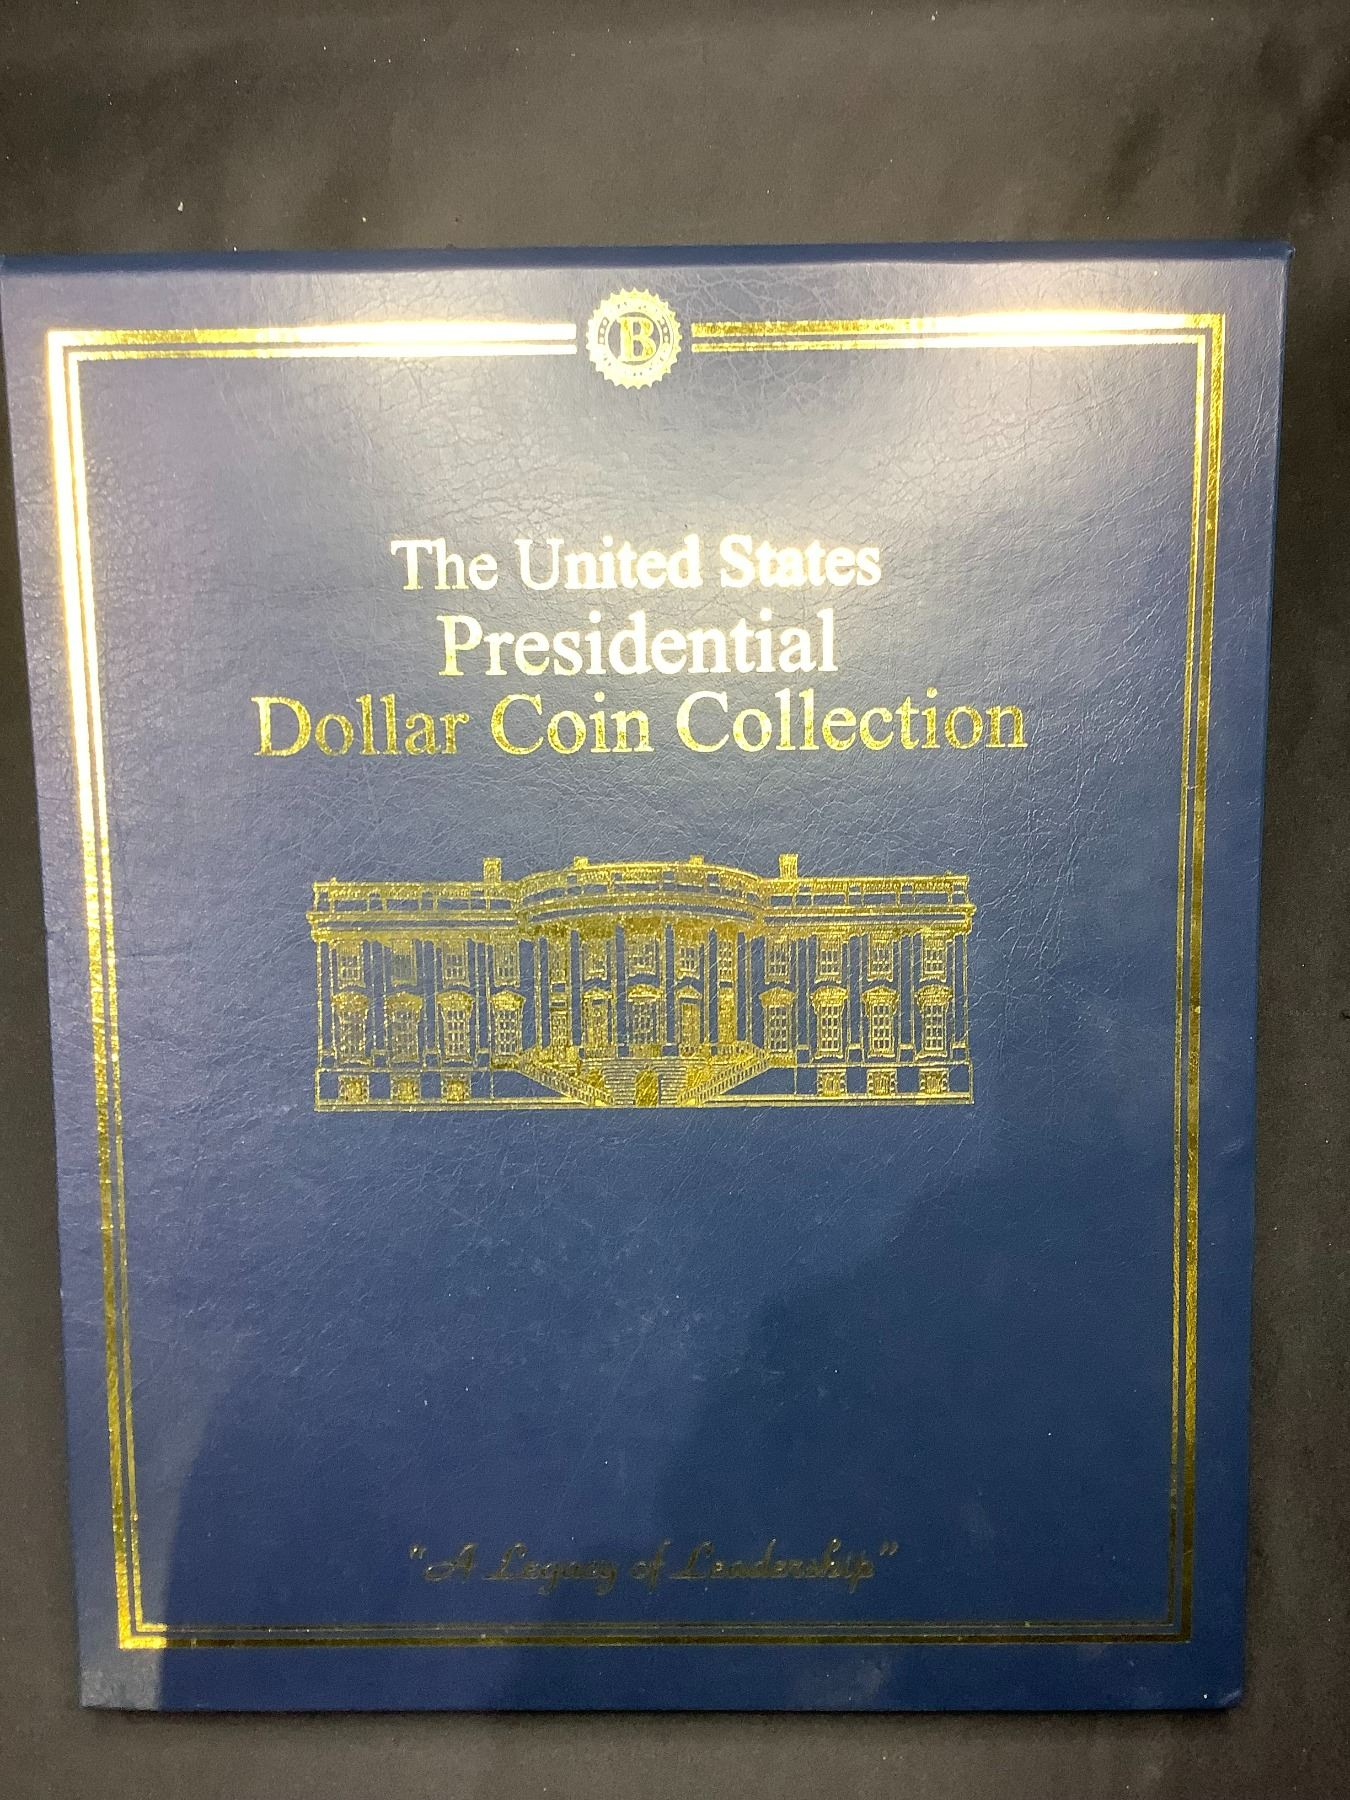 B
The United States
Presidential
Dollar Coin Collection
"A Legacy of Leadership"